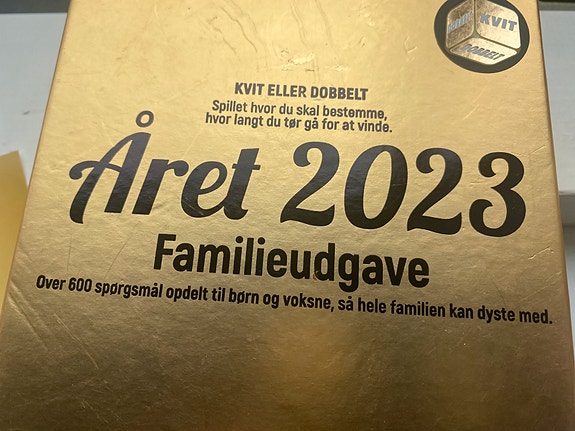 KVIT
DOBBELT
KVIT ELLER DOBBELT
Spillet hvor du skal bestemme,
hvor langt du tør gå for at vinde.
Året 2023
Familieudgave
Over 600 spørgsmål opdelt til børn og voksne, så hele familien kan dyste med.